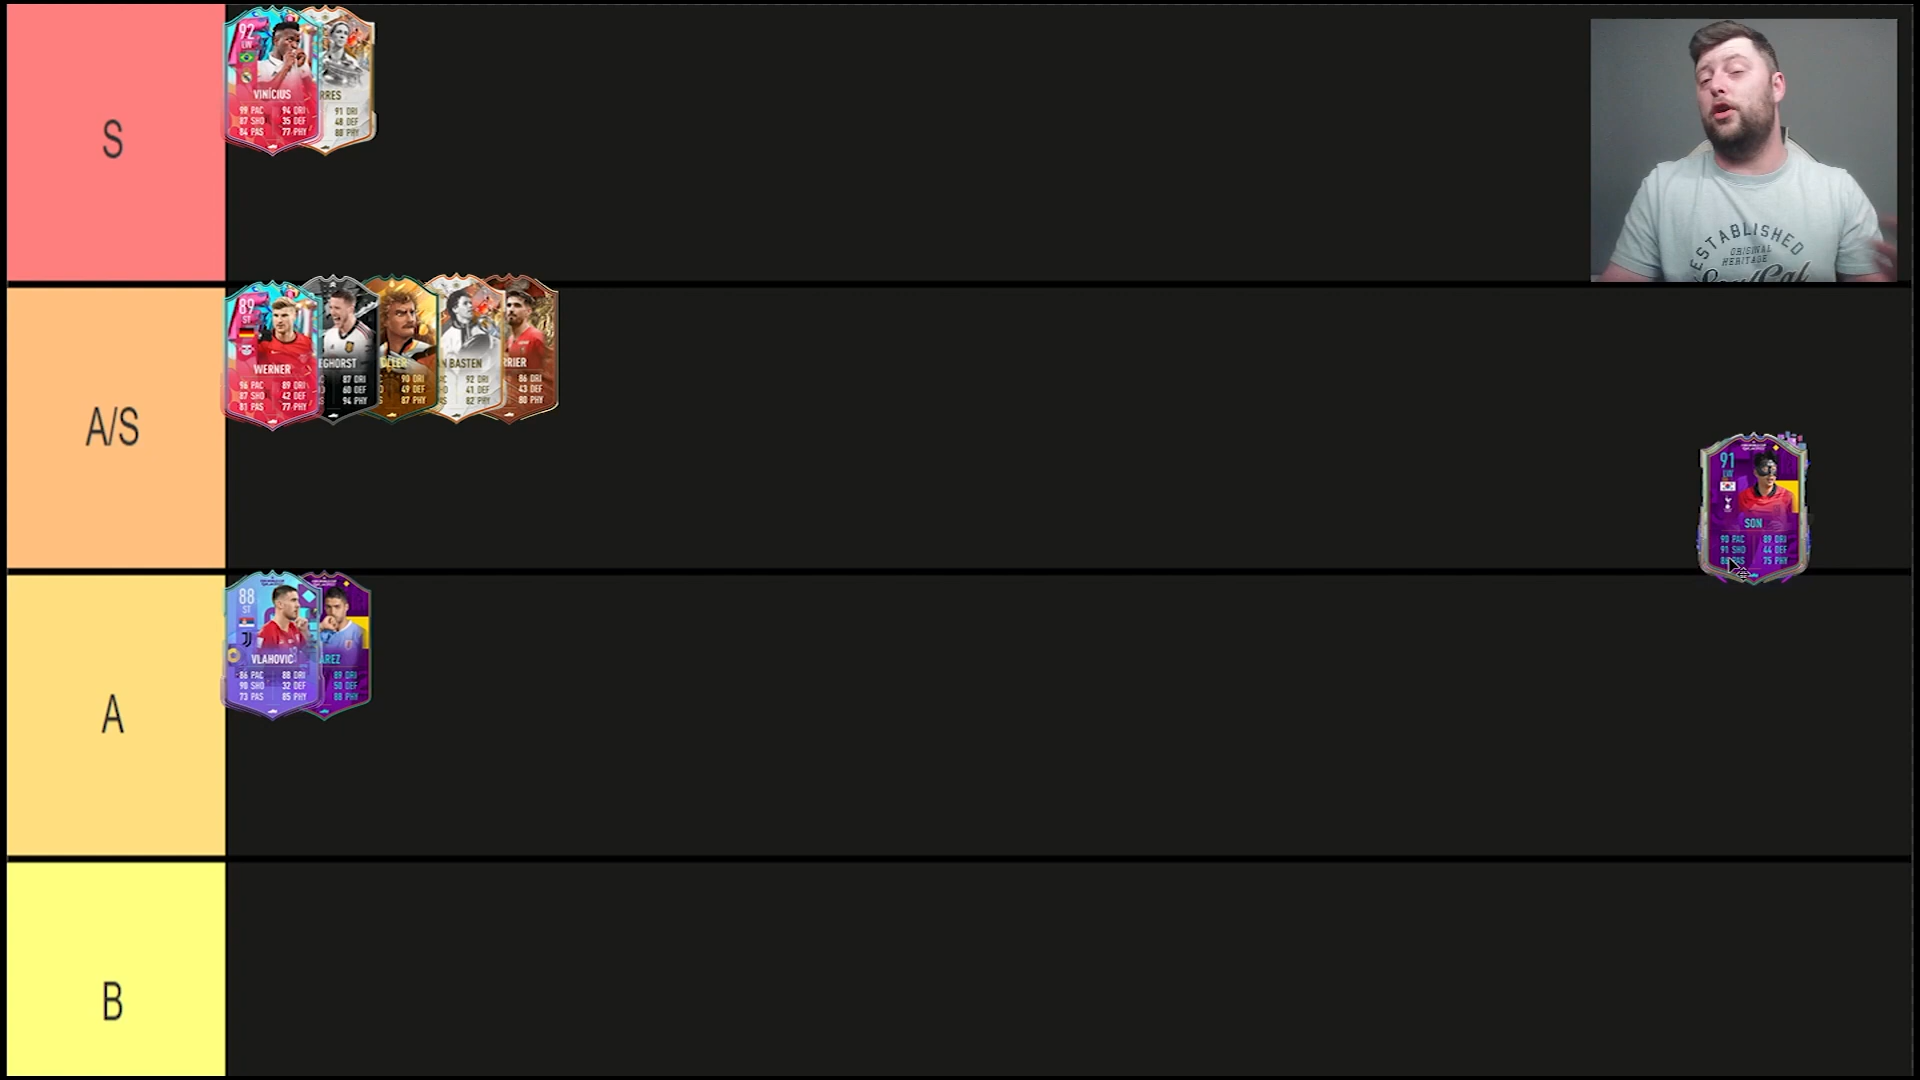 S
92
LW
VINÍCIUS
99 PAC 94 DRI
87 SHO 35 DEF
84 PAS 77 PHY
RRES
91 DRI
48 DEF
80 PHY
ESTABLISHED
ORIGINAL
HERITAGE
A/S
89
ST
WERNER
96 PAC 89 DRI
87 SHO 42 DEF
81 PAS 77 PHY
EGHORST
87 DRI
60 DEF
94 PHY
LLER
90 DRI
49 DEF
87 PHY
N BASTEN
92 DRI
41 DEF
82 PHY
RRIER
86 DRI
43 DEF
80 PHY
91
LW
SON
90 PAC 89 DRI
91 SHO 44 DEF
PAS 75 PHY
A
88
ST
VLAHOVIC
86 PAC 88 DRI
90 SHO 32 DEF
73 PAS 85 PHY
AREZ
89 DRI
50 DEF
88 PHY
B